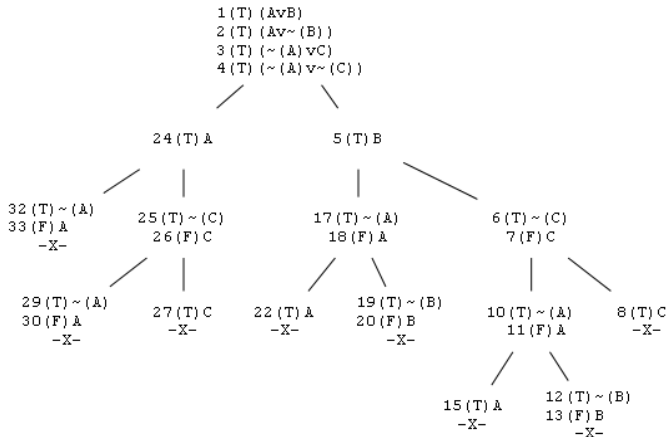 1(T)(AvB)
2(T)(Av~(B))
3(T)(~(A)vC)
4(T)(~(A)v~(C))
24(T)A
5(T)B
32(T)~(A)
33(F)A
-X-
25(T)~(C)
26(F)C
17(T)~(A)
18(F)A
6(T)~(C)
7(F)C
29(T)~(A)
30(F)A
-X-
27(T)C
-X-
22(T)A
-X-
19(T)~(B)
20(F)B
-X-
10(T)~(A)
11(F)A
8(T)C
-X-
15(T)A
-X-
12(T)~(B)
13(F)B
-X-